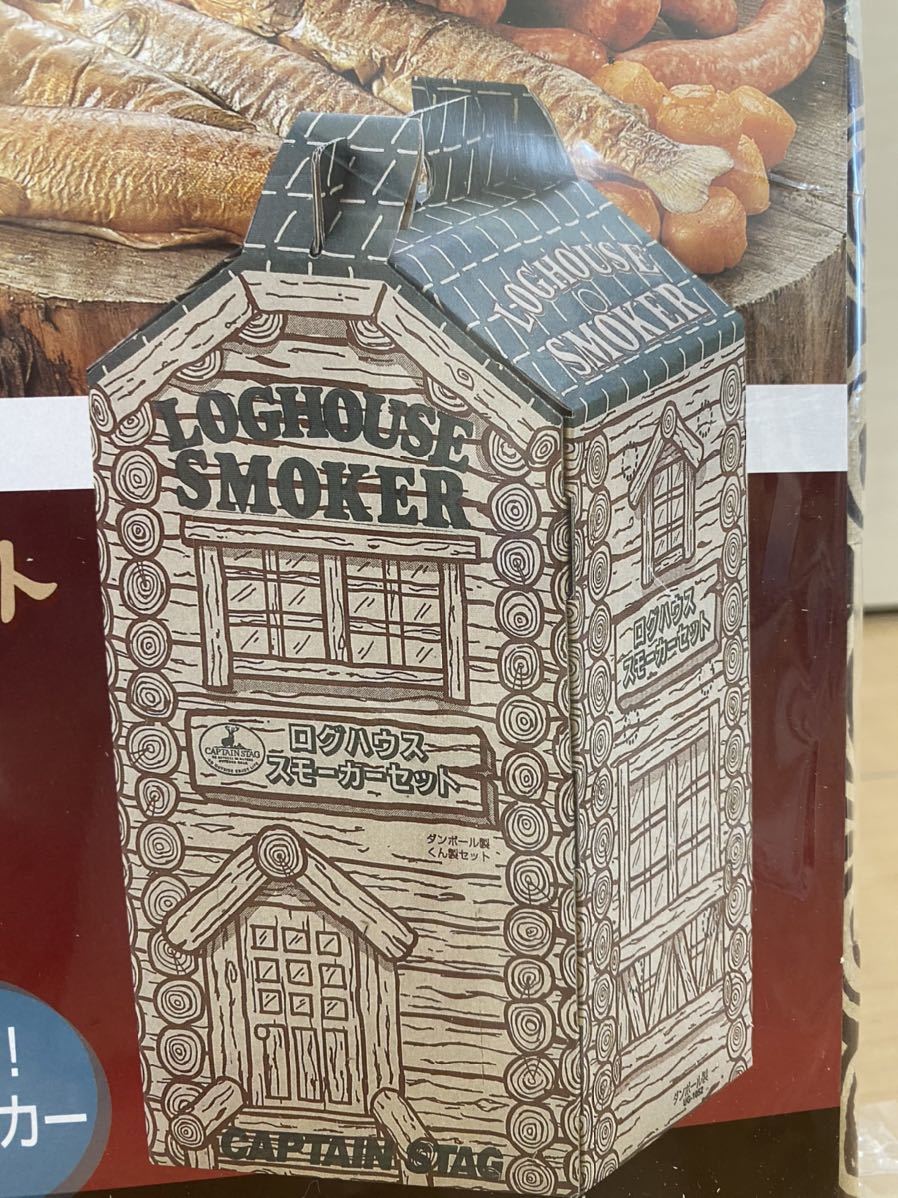 LOGHOUSE
SMOKER
LOGHOUSE
SMOKER
ト
ログハウス
スモーカーセット
CAPTAIN STAG
ログハウス
スモーカーセット
ダンボール製
くん製セット
ダンボール製
！
カー
CAPTAIN STAG